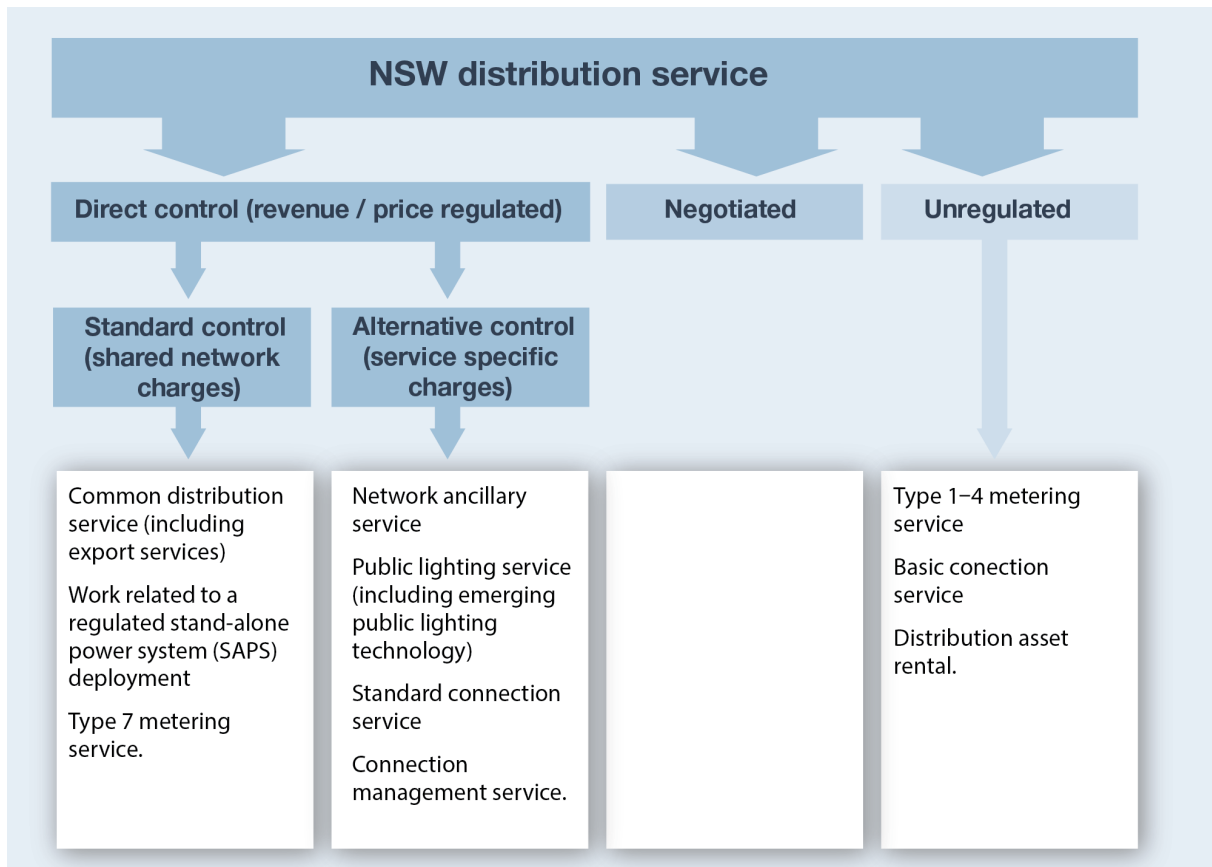 NSW distribution service
Direct control (revenue / price regulated)
Negotiated
Unregulated
Standard control
(shared network
charges)
Alternative control
(service specific
charges)
Common distribution
service (including
export services)
Work related to a
regulated stand-alone
power system (SAPS)
deployment
Type 7 metering
service.
Network ancillary
service
Public lighting service
(including emerging
public lighting
technology)
Standard connection
service
Connection
management service.
Type 1–4 metering
service
Basic conection
service
Distribution asset
rental.